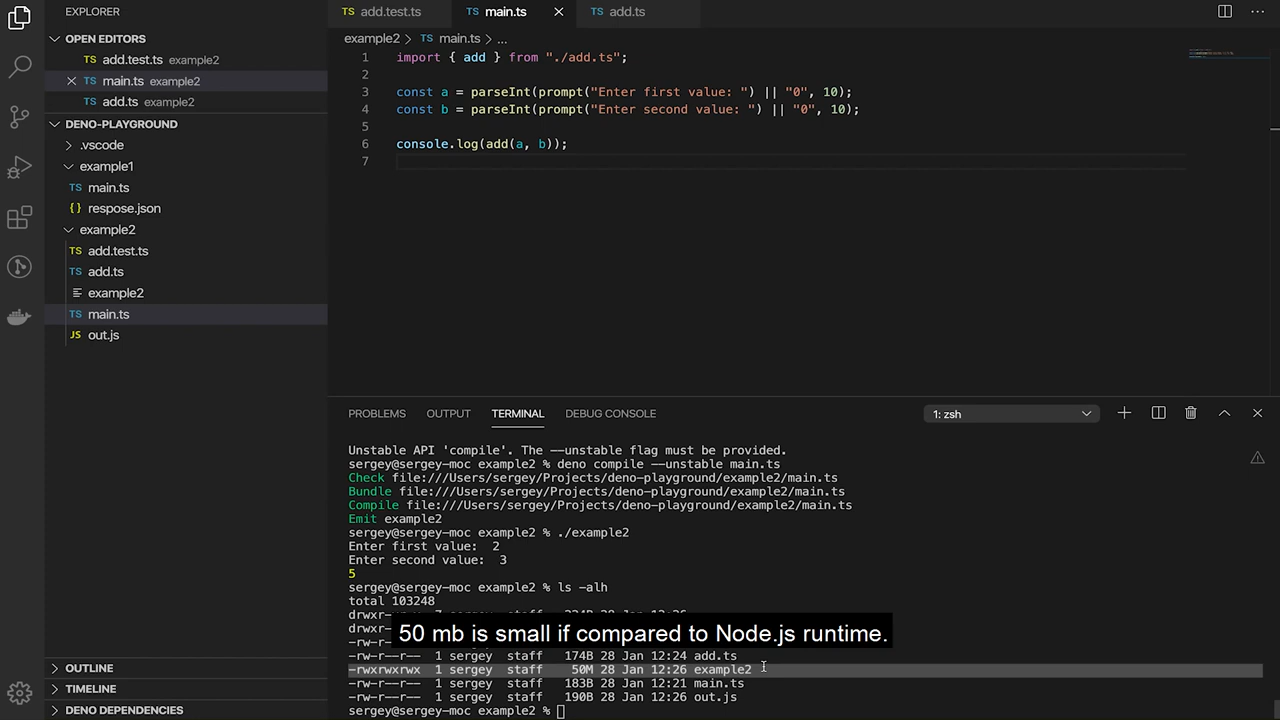 EXPLORER
OPEN EDITORS
TS add.test.ts example2
TS main.ts example2
TS add.ts example2
DENO-PLAYGROUND
.vscode
example1
TS main.ts
{} respose.json
example2
TS add.test.ts
TS add.ts
example2
TS main.ts
JS out.js
OUTLINE
TIMELINE
DENO DEPENDENCIES
TS add.test.ts TS main.ts TS add.ts
example2 > TS main.ts > ...
1 import { add } from "./add.ts";
2
3 const a = parseInt(prompt("Enter first value: ") || "0", 10);
4 const b = parseInt(prompt("Enter second value: ") || "0", 10);
5
6 console.log(add(a, b));
7
PROBLEMS OUTPUT TERMINAL DEBUG CONSOLE 1: zsh
Unstable API 'compile'. The --unstable flag must be provided.
sergey@sergey-moc example2 % deno compile --unstable main.ts
Check file:///Users/sergey/Projects/deno-playground/example2/main.ts
Bundle file:///Users/sergey/Projects/deno-playground/example2/main.ts
Compile file:///Users/sergey/Projects/deno-playground/example2/main.ts
Emit example2
sergey@sergey-moc example2 % ./example2
Enter first value: 2
Enter second value: 3
5
sergey@sergey-moc example2 % ls -alh
total 103248
50 mb is small if compared to Node.js runtime.
-rw-r--r-- 1 sergey staff 174B 28 Jan 12:24 add.ts
-rwxrwxrwx 1 sergey staff 50M 28 Jan 12:26 example2
-rw-r--r-- 1 sergey staff 183B 28 Jan 12:21 main.ts
-rw-r--r-- 1 sergey staff 190B 28 Jan 12:26 out.js
sergey@sergey-moc example2 %